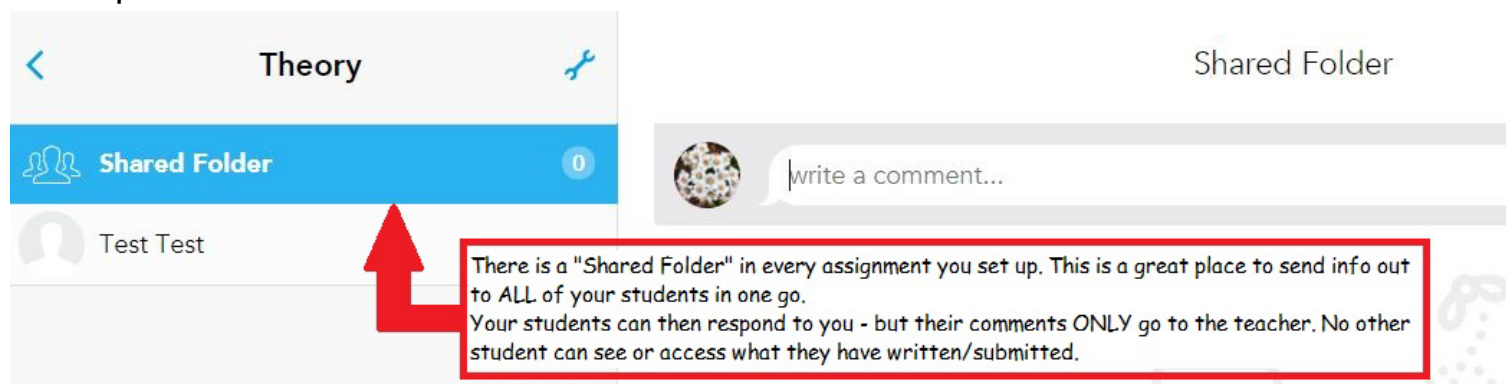 Theory
Shared Folder
Shared Folder 0
write a comment...
Test Test
There is a "Shared Folder" in every assignment you set up. This is a great place to send info out
to ALL of your students in one go.
Your students can then respond to you - but their comments ONLY go to the teacher. No other
student can see or access what they have written/submitted.